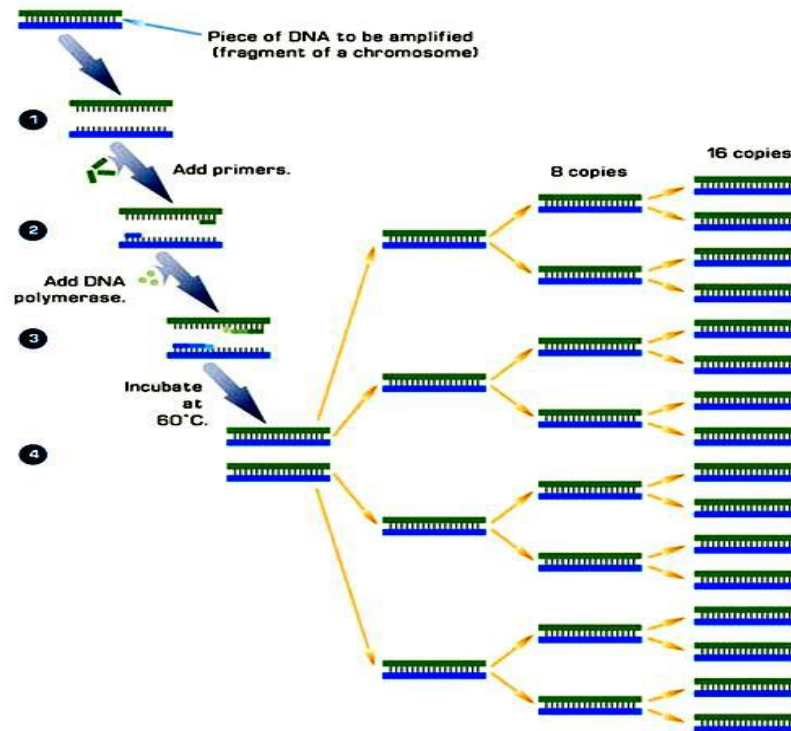 Piece of DNA to be amplified
(fragment of a chromosome)
1
Add primers.
2
Add DNA
polymerase.
3
Incubate
at
60°C.
4
8 copies
16 copies